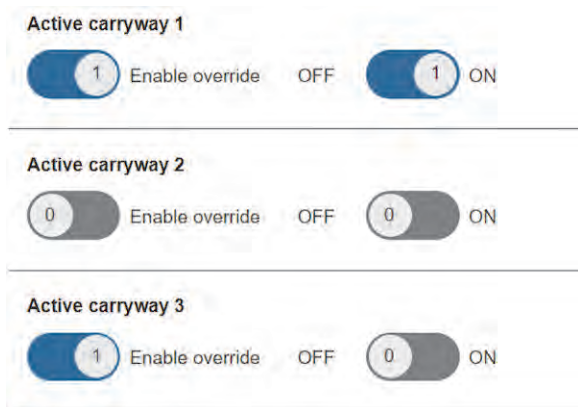 Active carryway 1
1 Enable override OFF 1 ON
Active carryway 2
0 Enable override OFF 0 ON
Active carryway 3
1 Enable override OFF 0 ON